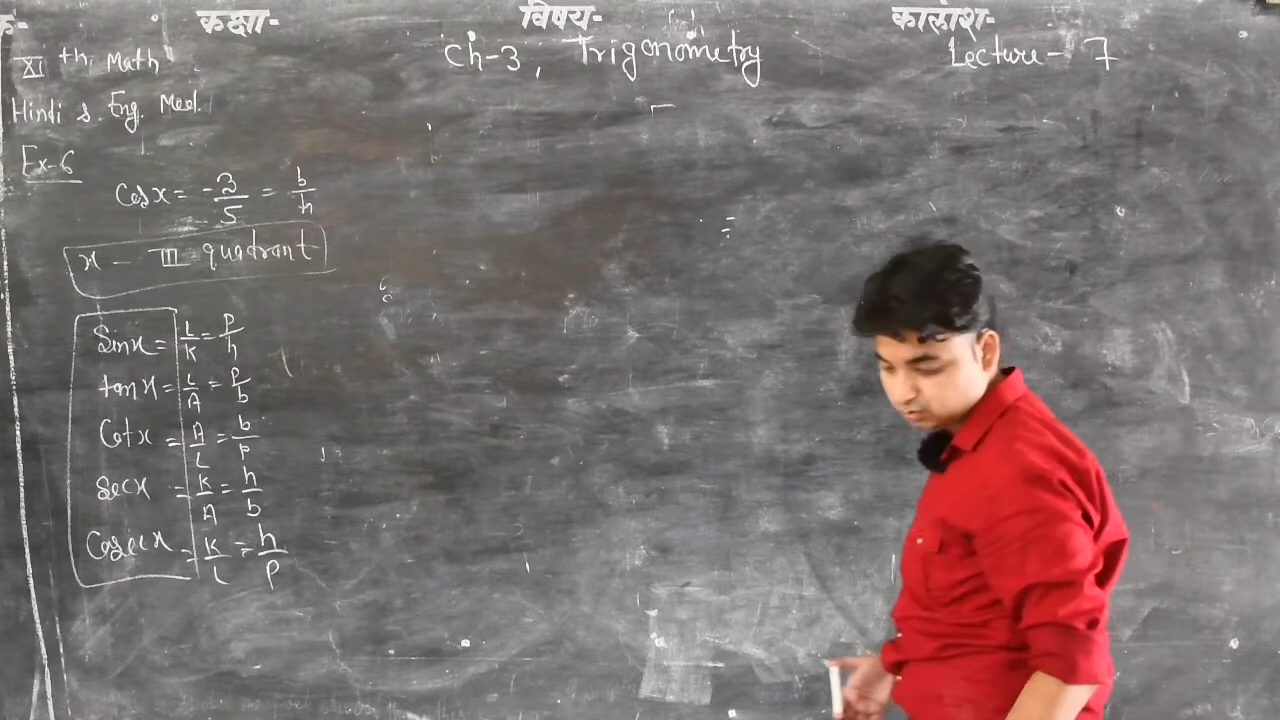 क-
कक्षा-
विषय-
कालांश-
XI th Math
Ch-3, Trigonometry
Lecture-7
Hindi & Eng. Med.
Ex-6
Cos x = -3/5 = b/h
x - III quadrant
Sin x = L/K = P/h
tan x = L/A = P/b
Cot x = A/L = b/P
Sec x = K/A = h/b
Cosec x = K/L = h/P